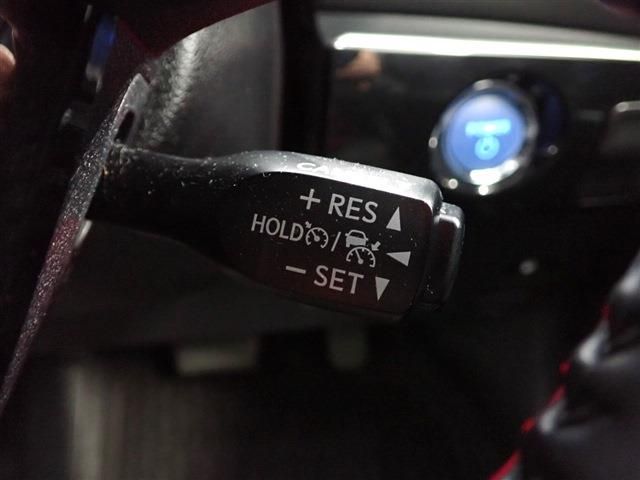 + RES
HOLD /
− SET